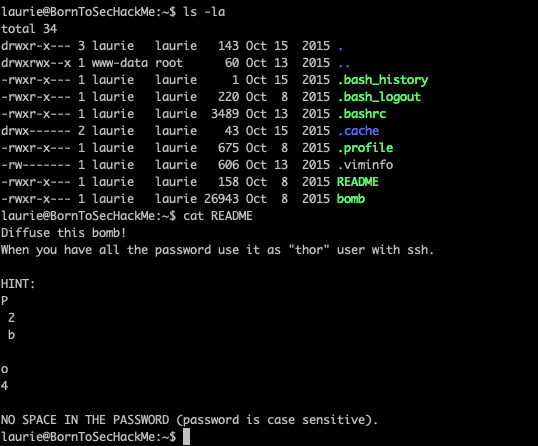 laurie@BornToSecHackMe:~$ ls -la
total 34
drwxr-x--- 3 laurie   laurie   143 Oct 15  2015 .
drwxrwx--x 1 www-data root      60 Oct 13  2015 ..
-rwxr-x--- 1 laurie   laurie     1 Oct 15  2015 .bash_history
-rwxr-x--- 1 laurie   laurie   220 Oct  8  2015 .bash_logout
-rwxr-x--- 1 laurie   laurie  3489 Oct 13  2015 .bashrc
drwx------ 2 laurie   laurie    43 Oct 15  2015 .cache
-rwxr-x--- 1 laurie   laurie   675 Oct  8  2015 .profile
-rw------- 1 laurie   laurie   606 Oct 13  2015 .viminfo
-rwxr-x--- 1 laurie   laurie   158 Oct  8  2015 README
-rwxr-x--- 1 laurie   laurie 26943 Oct  8  2015 bomb
laurie@BornToSecHackMe:~$ cat README
Diffuse this bomb!
When you have all the password use it as "thor" user with ssh.
HINT:
P
 2
 b
o
4
NO SPACE IN THE PASSWORD (password is case sensitive).
laurie@BornToSecHackMe:~$